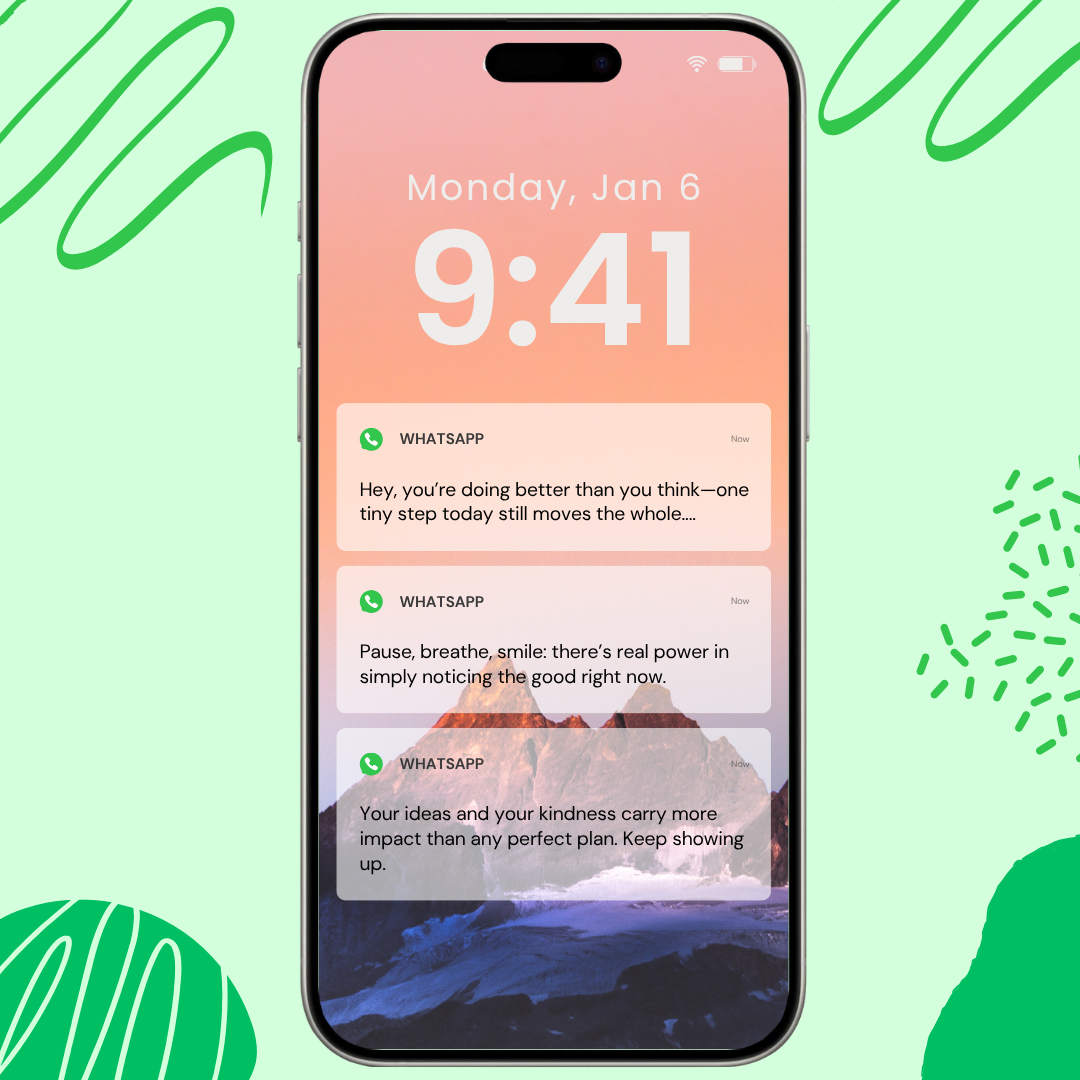 Monday, Jan 6
9:41
WHATSAPP
Now
Hey, you’re doing better than you think—one
tiny step today still moves the whole....
WHATSAPP
Now
Pause, breathe, smile: there’s real power in
simply noticing the good right now.
WHATSAPP
Now
Your ideas and your kindness carry more
impact than any perfect plan. Keep showing
up.